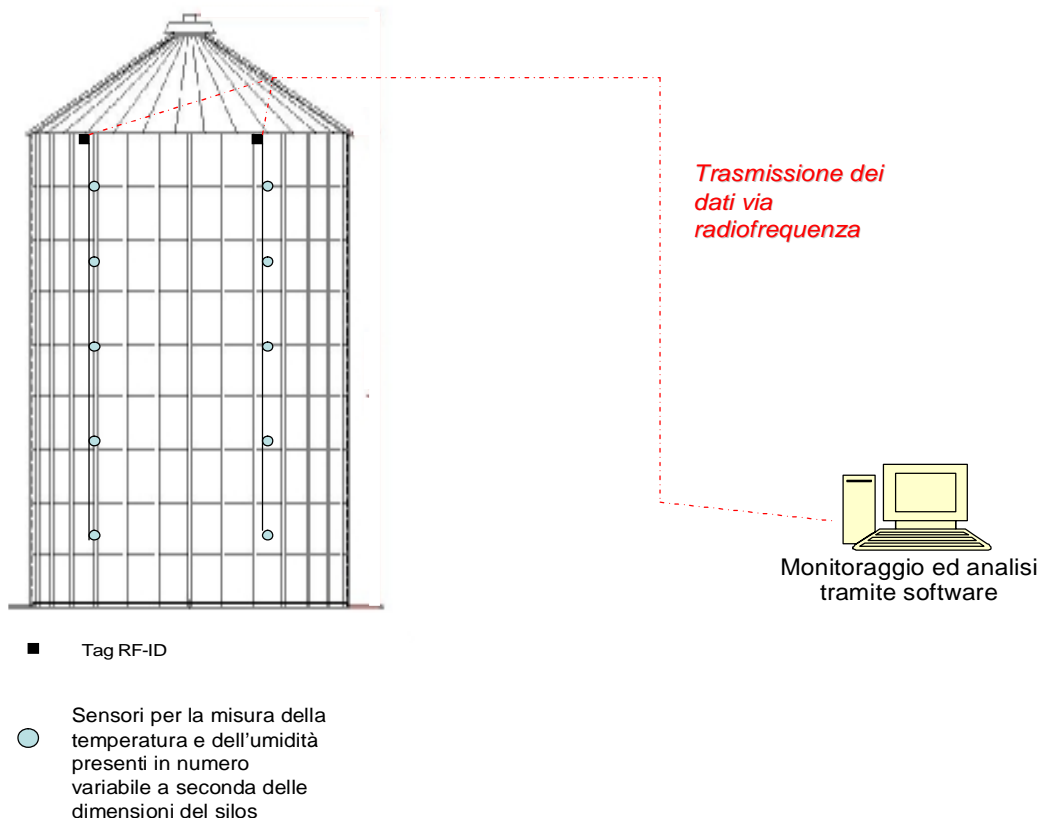 Trasmissione dei
dati via
radiofrequenza
Monitoraggio ed analisi
tramite software
Tag RF-ID
Sensori per la misura della
temperatura e dell'umidità
presenti in numero
variabile a seconda delle
dimensioni del silos